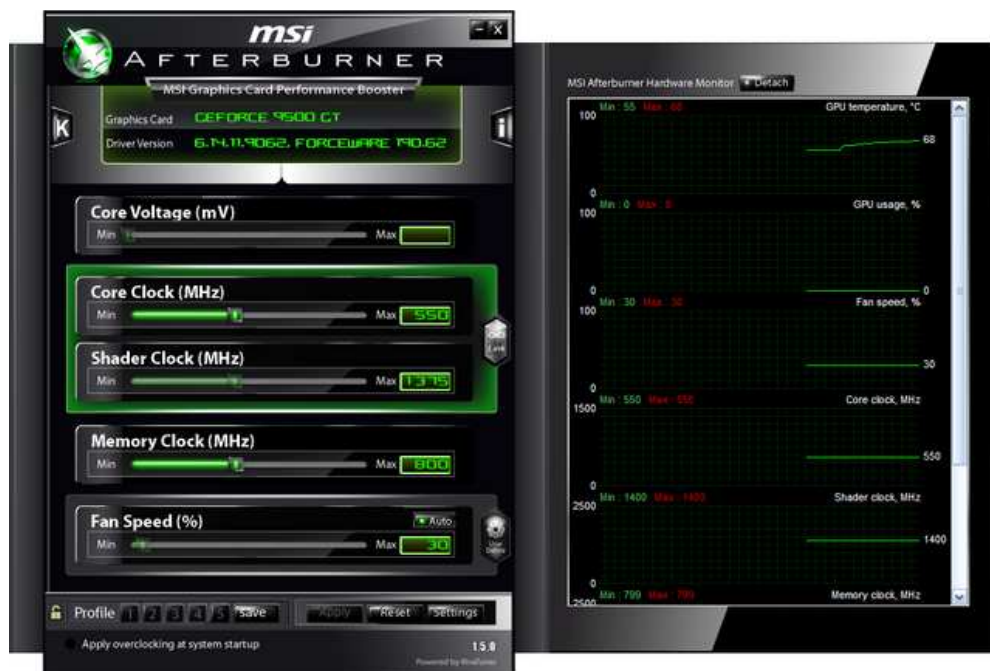 msi
AFTERBURNER
MSI Graphics Card Performance Booster
K
i
Graphics Card GEFORCE 9500 GT
Driver Version 6.14.11.9062, FORCEWARE 190.62
Core Voltage (mV)
Min Max
Core Clock (MHz)
Min Max 550
Shader Clock (MHz)
Min Max 1375
Link
Memory Clock (MHz)
Min Max 800
Fan Speed (%)
Auto
Min Max 30
User Define
Profile 1 2 3 4 5 Save Apply Reset Settings
Apply overclocking at system startup
1.5.0
Powered by RivaTuner
MSI Afterburner Hardware Monitor Detach
100 Min : 55 Max : 68 GPU temperature, °C
68
0
100 Min : 0 Max : 0 GPU usage, %
0
0
100 Min : 30 Max : 30 Fan speed, %
30
0
1500 Min : 550 Max : 550 Core clock, MHz
550
0
2500 Min : 1400 Max : 1400 Shader clock, MHz
1400
0
2500 Min : 799 Max : 799 Memory clock, MHz